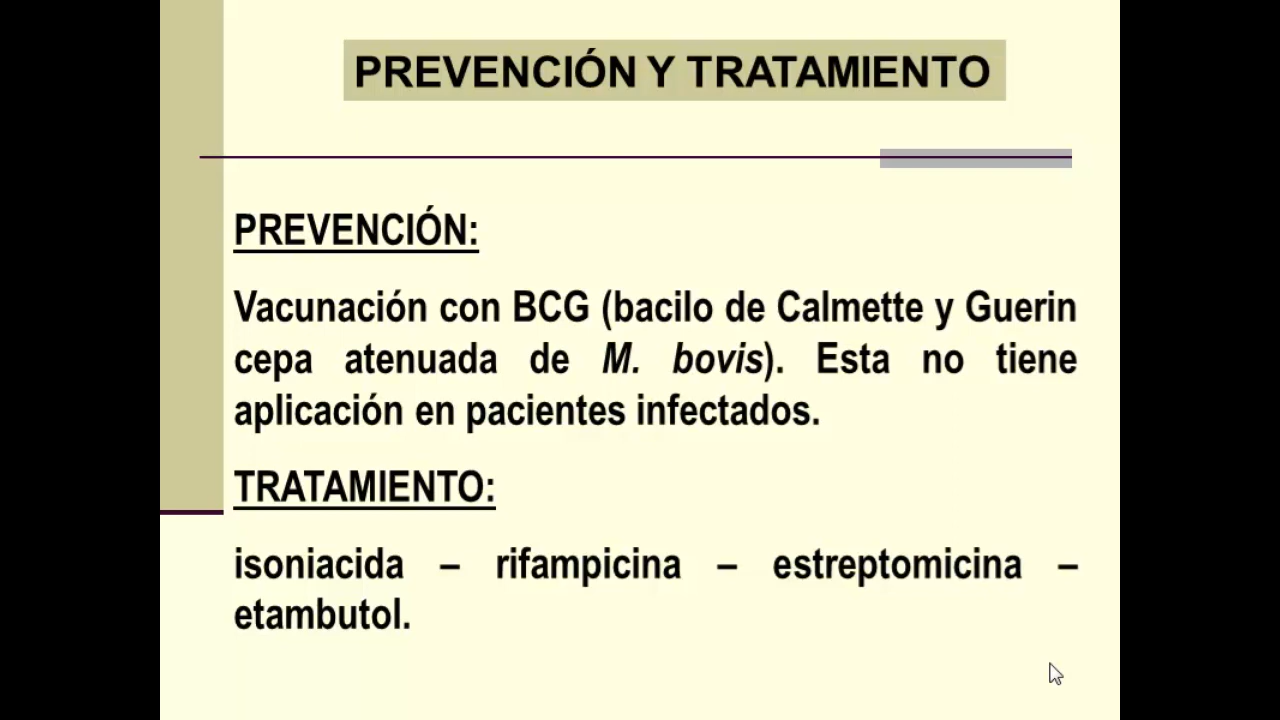 PREVENCIÓN Y TRATAMIENTO
PREVENCIÓN:
Vacunación con BCG (bacilo de Calmette y Guerin
cepa atenuada de M. bovis). Esta no tiene
aplicación en pacientes infectados.
TRATAMIENTO:
isoniacida – rifampicina – estreptomicina –
etambutol.